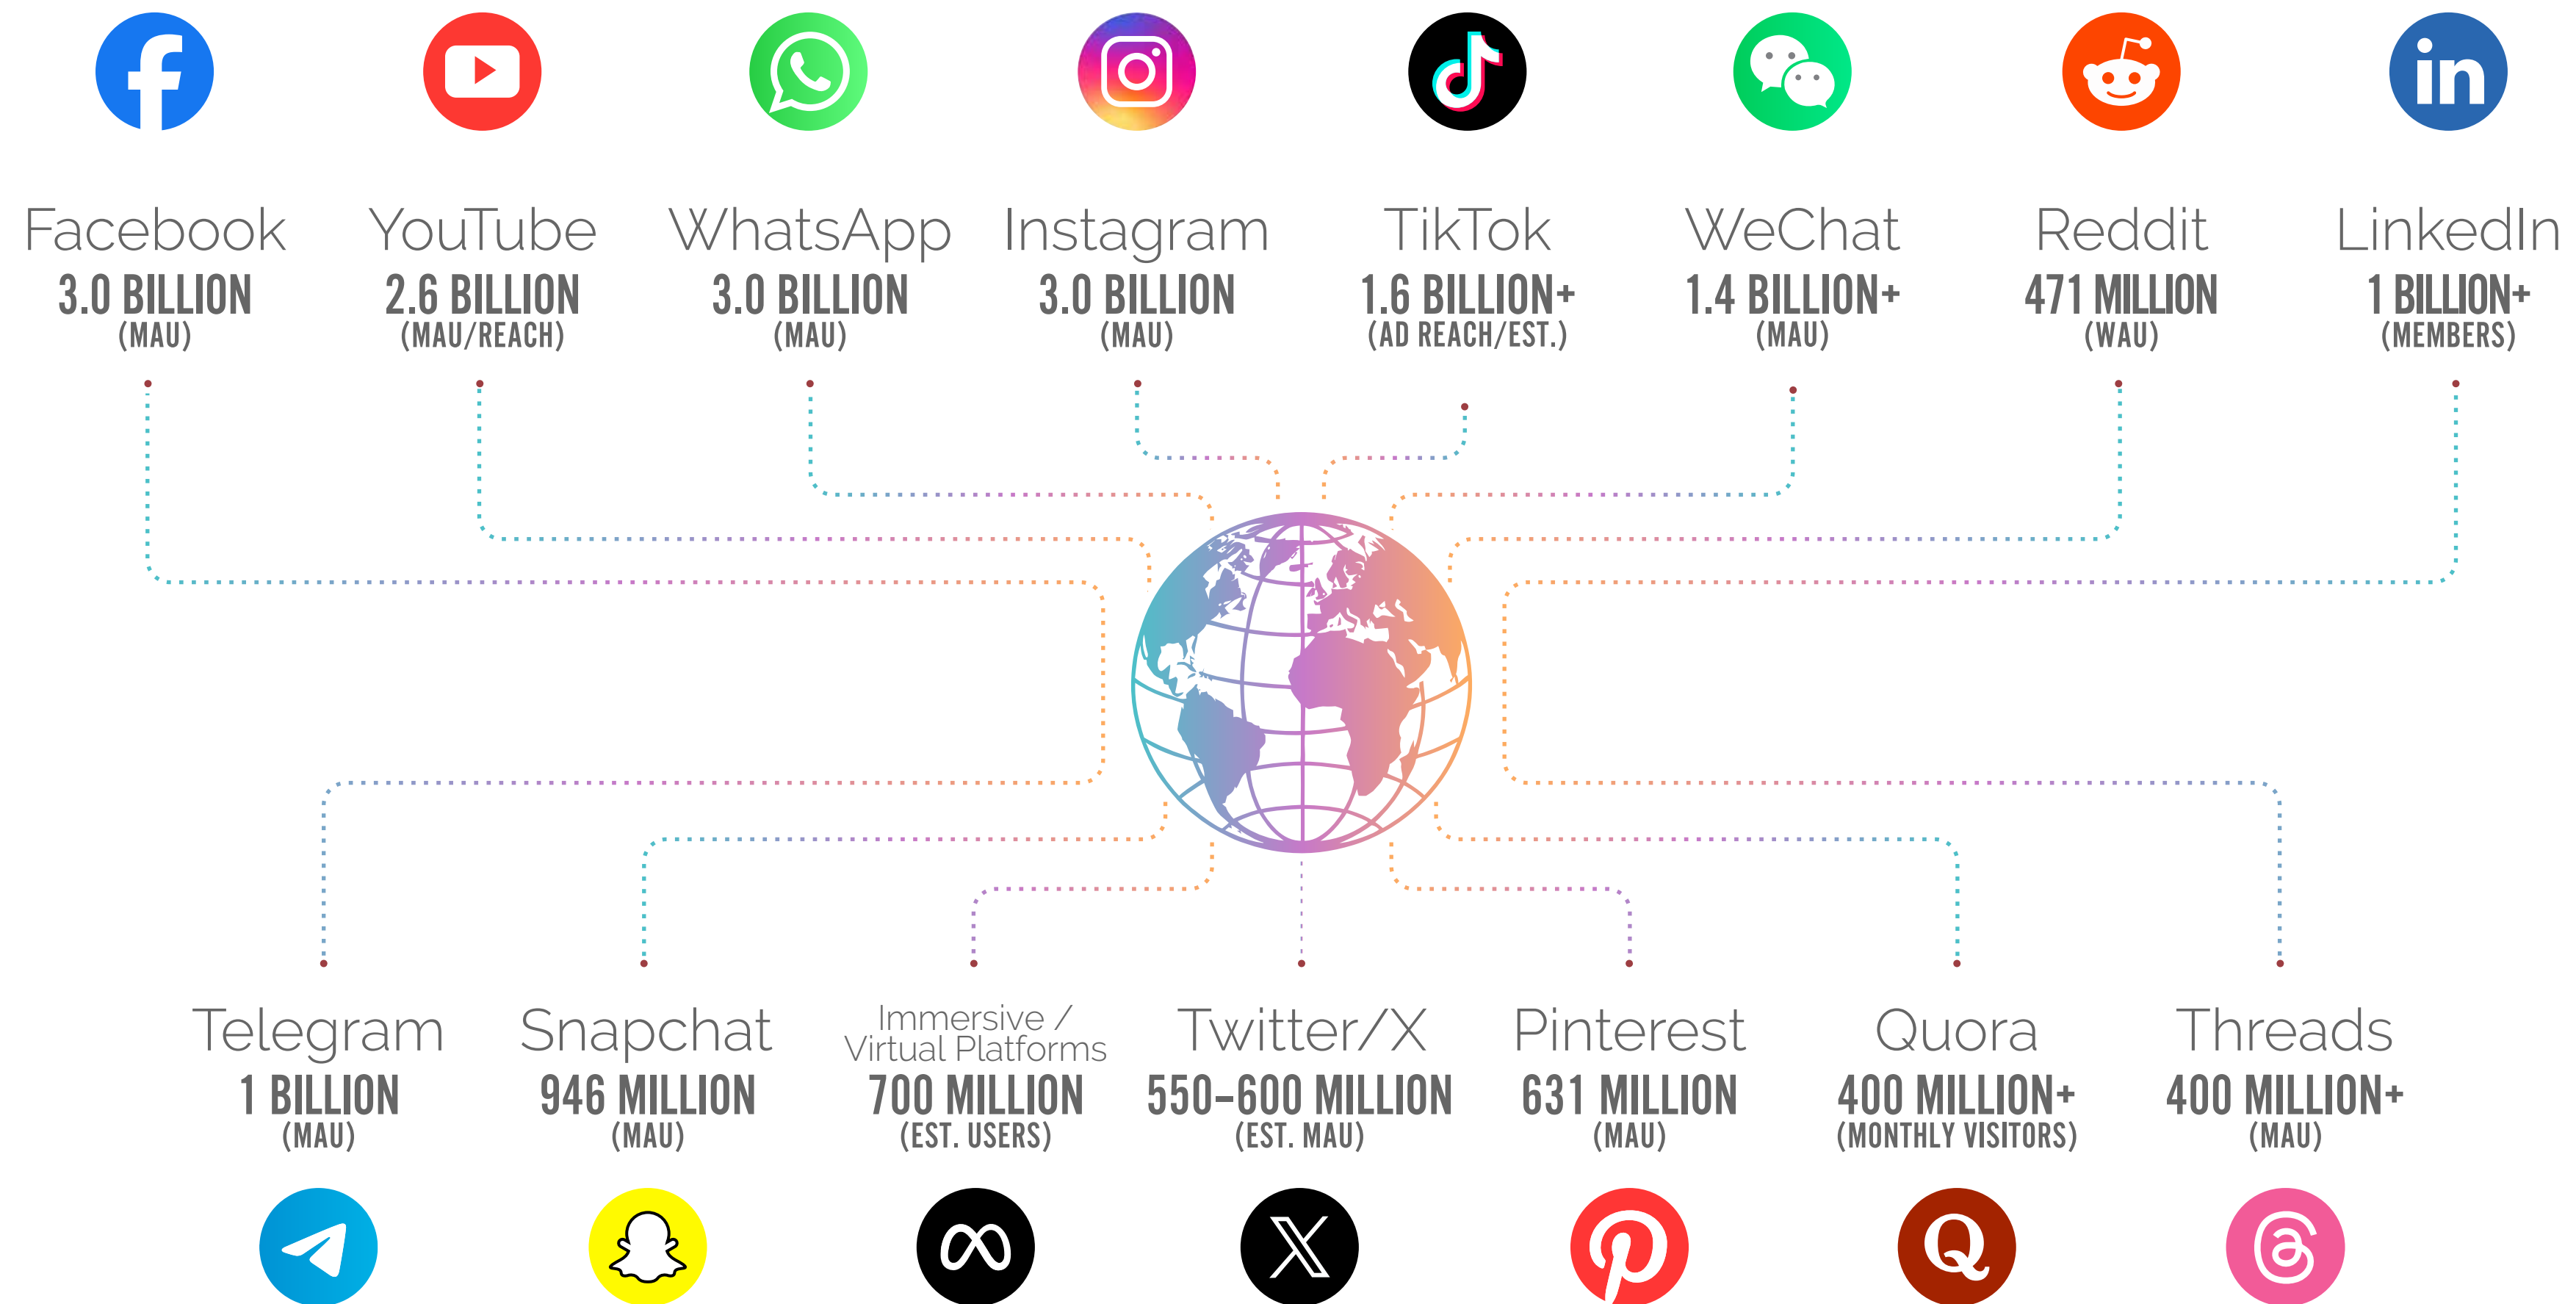 Facebook
3.0 BILLION
(MAU)
YouTube
2.6 BILLION
(MAU/REACH)
WhatsApp
3.0 BILLION
(MAU)
Instagram
3.0 BILLION
(MAU)
TikTok
1.6 BILLION+
(AD REACH/EST.)
WeChat
1.4 BILLION+
(MAU)
Reddit
471 MILLION
(WAU)
in
LinkedIn
1 BILLION+
(MEMBERS)
Telegram
1 BILLION
(MAU)
Snapchat
946 MILLION
(MAU)
Immersive /
Virtual Platforms
700 MILLION
(EST. USERS)
Twitter/X
550–600 MILLION
(EST. MAU)
Pinterest
631 MILLION
(MAU)
Quora
400 MILLION+
(MONTHLY VISITORS)
Threads
400 MILLION+
(MAU)